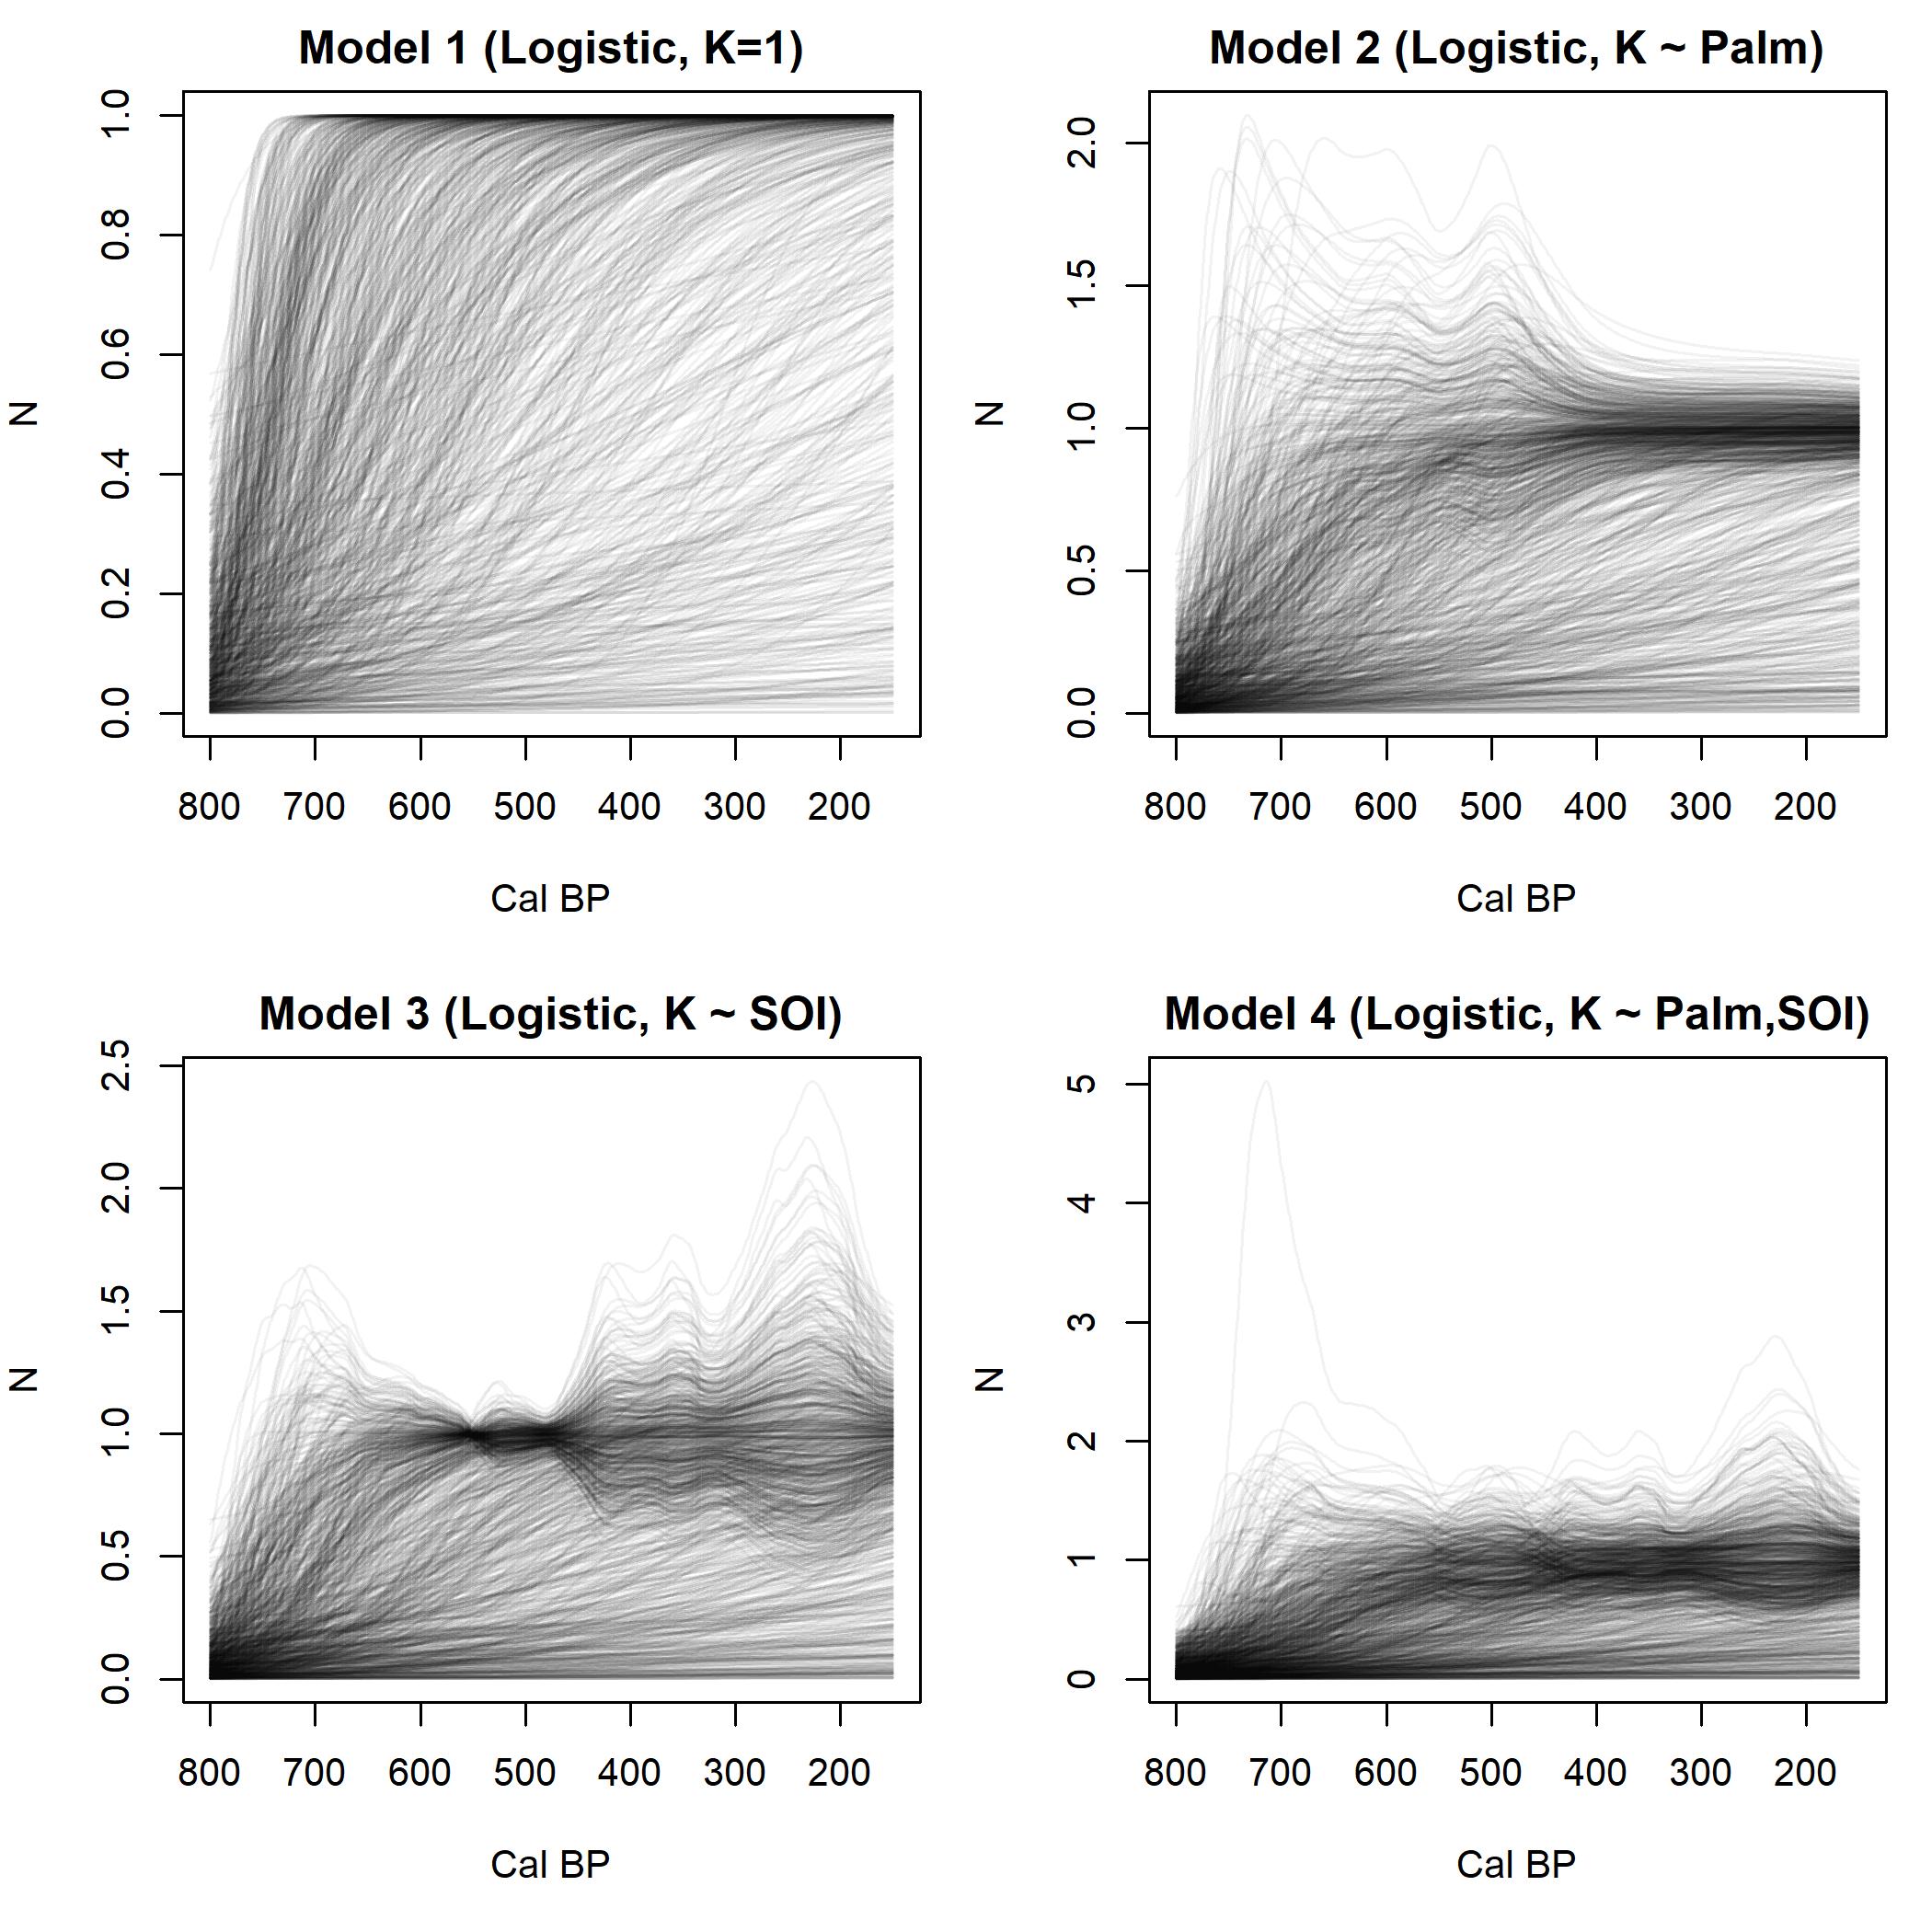 Model 1 (Logistic, K=1)
N
1.0
0.8
0.6
0.4
0.2
0.0
800 700 600 500 400 300 200
Cal BP
Model 2 (Logistic, K ~ Palm)
N
2.0
1.5
1.0
0.5
0.0
800 700 600 500 400 300 200
Cal BP
Model 3 (Logistic, K ~ SOI)
N
2.5
2.0
1.5
1.0
0.5
0.0
800 700 600 500 400 300 200
Cal BP
Model 4 (Logistic, K ~ Palm,SOI)
N
5
4
3
2
1
0
800 700 600 500 400 300 200
Cal BP